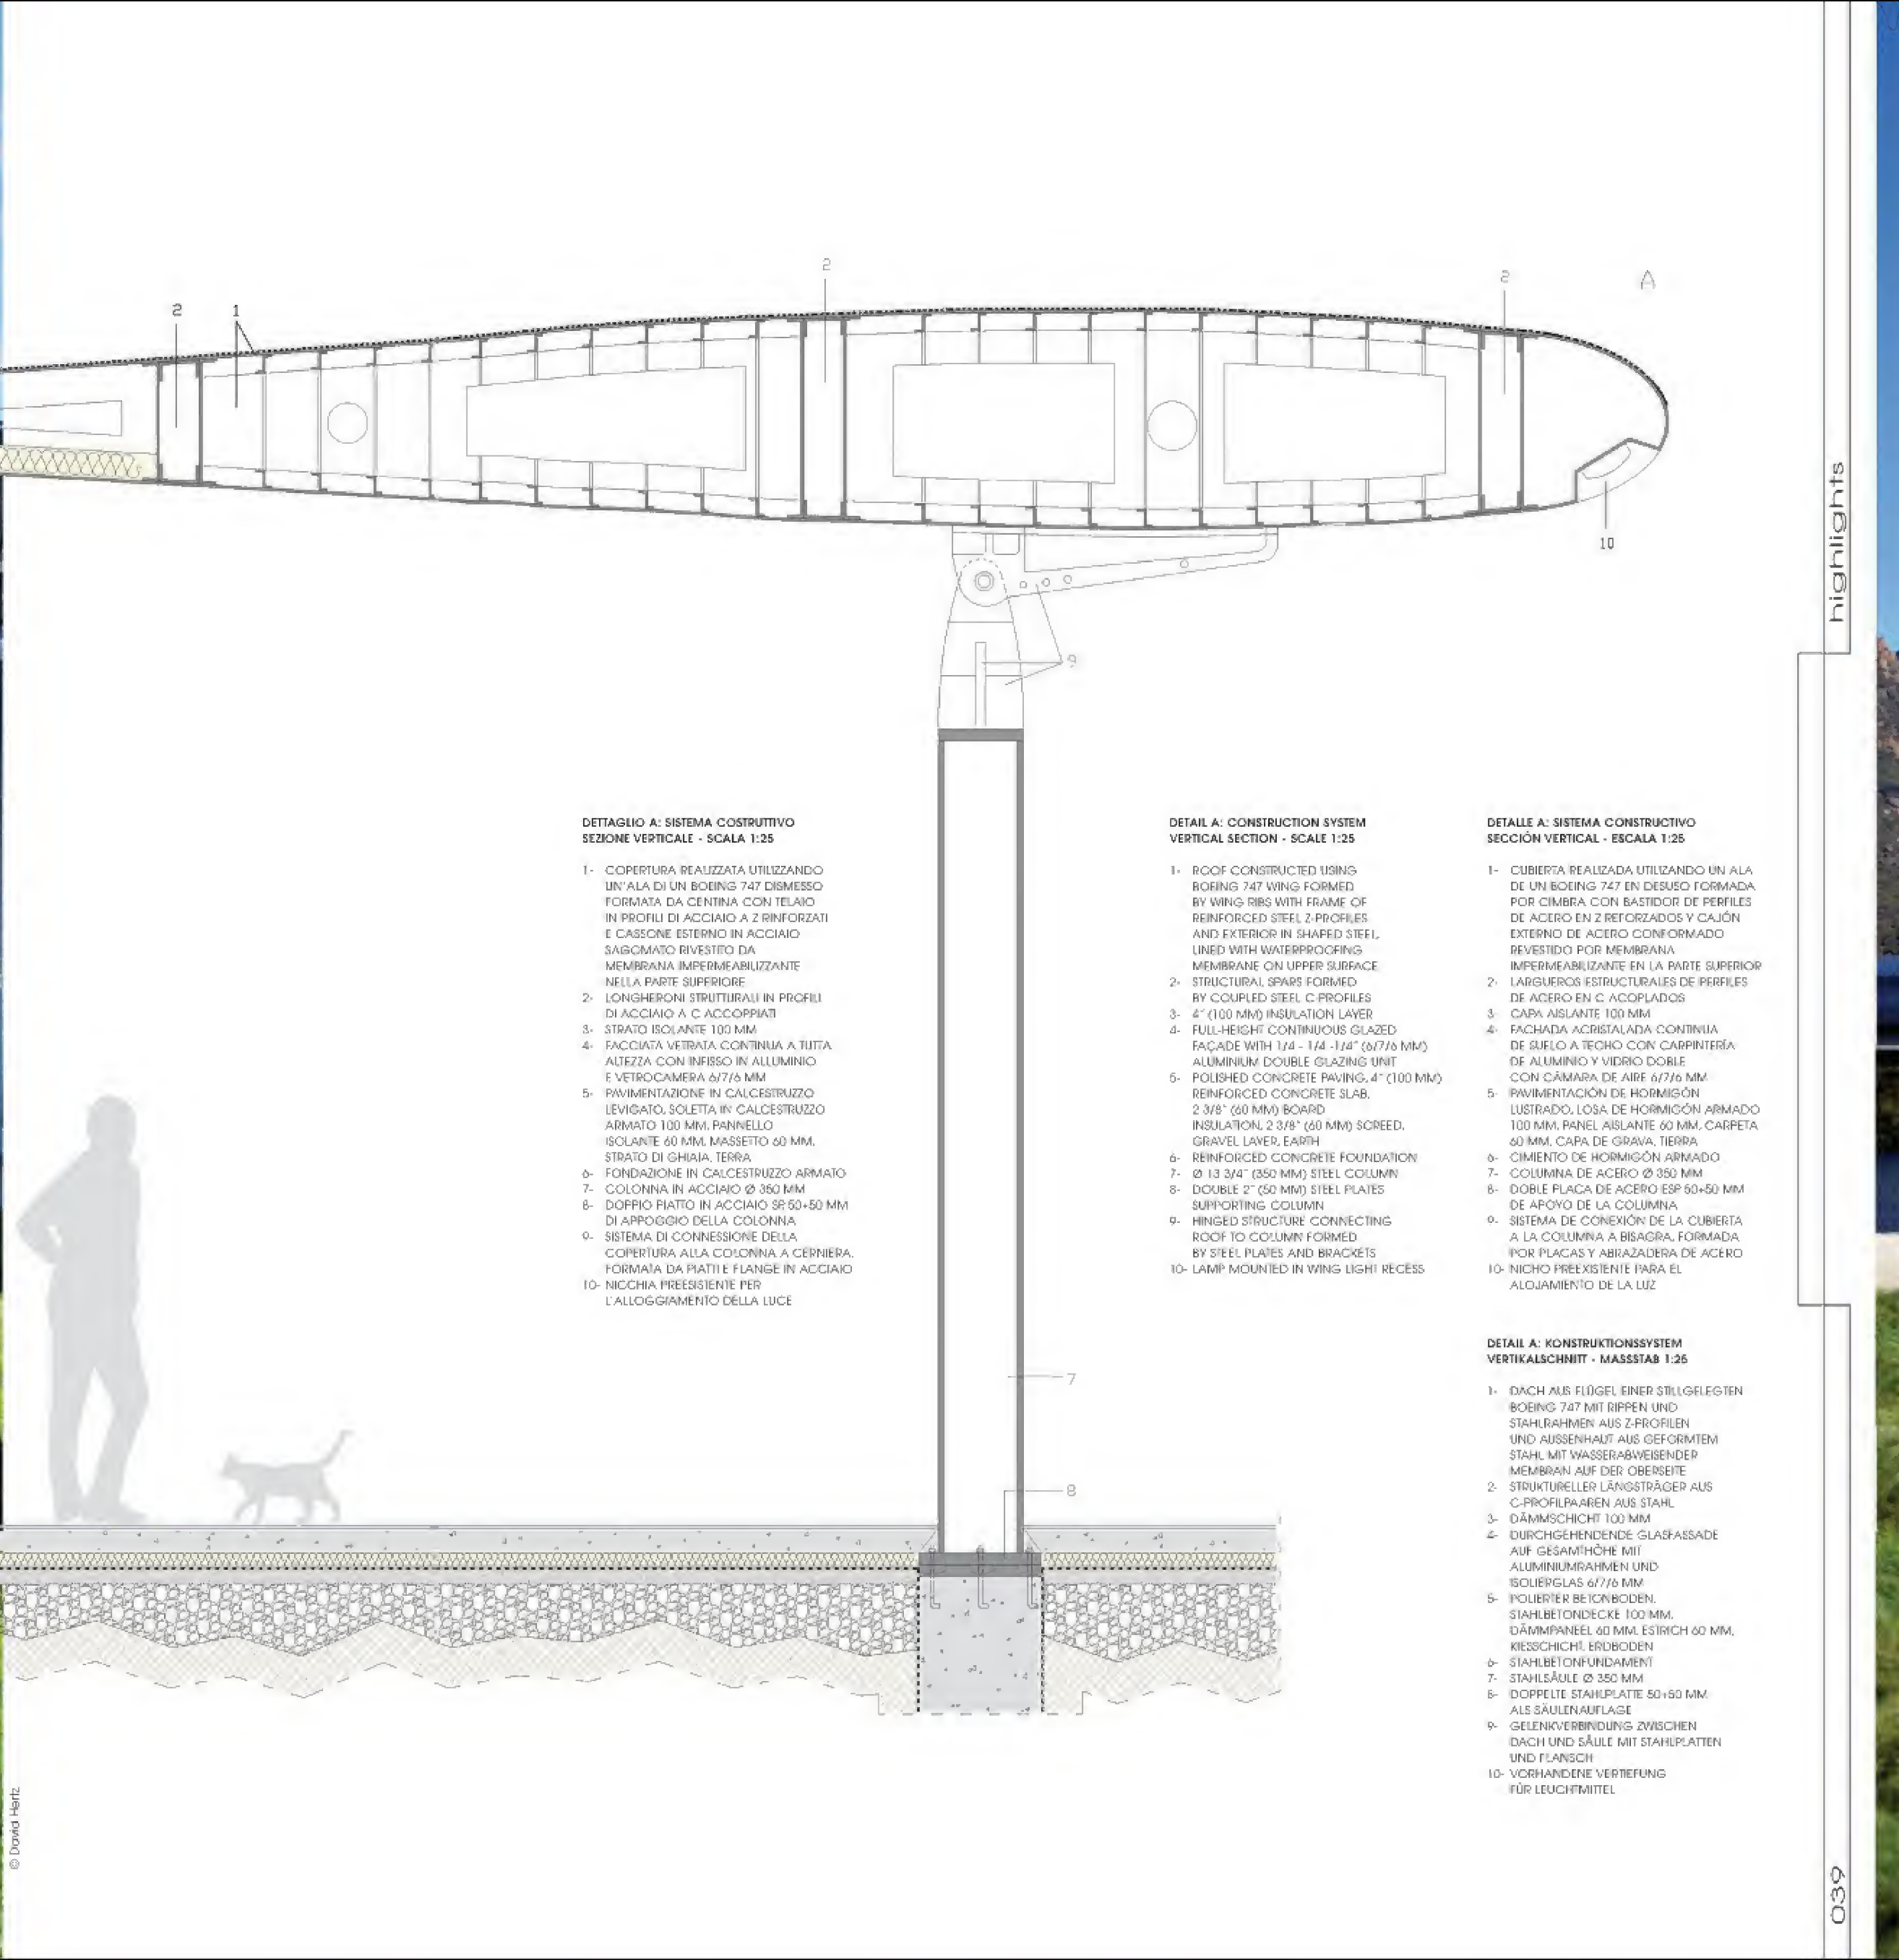 2
1
2
2
A
10
9
7
8
DETTAGLIO A: SISTEMA COSTRUTTIVO
SEZIONE VERTICALE - SCALA 1:25
1- COPERTURA REALIZZATA UTILIZZANDO
UN'ALA DI UN BOEING 747 DISMESSO
FORMATA DA CENTINA CON TELAIO
IN PROFILI DI ACCIAIO A Z RINFORZATI
E CASSONE ESTERNO IN ACCIAIO
SAGOMATO RIVESTITO DA
MEMBRANA IMPERMEABILIZZANTE
NELLA PARTE SUPERIORE
2- LONGHERONI STRUTTURALI IN PROFILI
DI ACCIAIO A C ACCOPPIATI
3- STRATO ISOLANTE 100 MM
4- FACCIATA VETRATA CONTINUA A TUTTA
ALTEZZA CON INFISSO IN ALLUMINIO
E VETROCAMERA 6/7/6 MM
5- PAVIMENTAZIONE IN CALCESTRUZZO
LEVIGATO, SOLETTA IN CALCESTRUZZO
ARMATO 100 MM, PANNELLO
ISOLANTE 60 MM, MASSETTO 60 MM,
STRATO DI GHIAIA, TERRA
6- FONDAZIONE IN CALCESTRUZZO ARMATO
7- COLONNA IN ACCIAIO Ø 350 MM
8- DOPPIO PIATTO IN ACCIAIO SP. 50+50 MM
DI APPOGGIO DELLA COLONNA
9- SISTEMA DI CONNESSIONE DELLA
COPERTURA ALLA COLONNA A CERNIERA,
FORMATA DA PIATTI E FLANGE IN ACCIAIO
10- NICCHIA PREESISTENTE PER
L'ALLOGGIAMENTO DELLA LUCE
DETAIL A: CONSTRUCTION SYSTEM
VERTICAL SECTION - SCALE 1:25
1- ROOF CONSTRUCTED USING
BOEING 747 WING FORMED
BY WING RIBS WITH FRAME OF
REINFORCED STEEL Z-PROFILES
AND EXTERIOR IN SHAPED STEEL,
LINED WITH WATERPROOFING
MEMBRANE ON UPPER SURFACE
2- STRUCTURAL SPARS FORMED
BY COUPLED STEEL C-PROFILES
3- 4" (100 MM) INSULATION LAYER
4- FULL-HEIGHT CONTINUOUS GLAZED
FAÇADE WITH 1/4 - 1/4 -1/4" (6/7/6 MM)
ALUMINIUM DOUBLE GLAZING UNIT
5- POLISHED CONCRETE PAVING, 4" (100 MM)
REINFORCED CONCRETE SLAB,
2 3/8" (60 MM) BOARD
INSULATION, 2 3/8" (60 MM) SCREED,
GRAVEL LAYER, EARTH
6- REINFORCED CONCRETE FOUNDATION
7- Ø 13 3/4" (350 MM) STEEL COLUMN
8- DOUBLE 2" (50 MM) STEEL PLATES
SUPPORTING COLUMN
9- HINGED STRUCTURE CONNECTING
ROOF TO COLUMN FORMED
BY STEEL PLATES AND BRACKETS
10- LAMP MOUNTED IN WING LIGHT RECESS
DETALLE A: SISTEMA CONSTRUCTIVO
SECCIÓN VERTICAL - ESCALA 1:25
1- CUBIERTA REALIZADA UTILIZANDO UN ALA
DE UN BOEING 747 EN DESUSO FORMADA
POR CIMBRA CON BASTIDOR DE PERFILES
DE ACERO EN Z REFORZADOS Y CAJÓN
EXTERNO DE ACERO CONFORMADO
REVESTIDO POR MEMBRANA
IMPERMEABILIZANTE EN LA PARTE SUPERIOR
2- LARGUEROS ESTRUCTURALES DE PERFILES
DE ACERO EN C ACOPLADOS
3- CAPA AISLANTE 100 MM
4- FACHADA ACRISTALADA CONTINUA
DE SUELO A TECHO CON CARPINTERÍA
DE ALUMINIO Y VIDRIO DOBLE
CON CÁMARA DE AIRE 6/7/6 MM
5- PAVIMENTACIÓN DE HORMIGÓN
LUSTRADO, LOSA DE HORMIGÓN ARMADO
100 MM, PANEL AISLANTE 60 MM, CARPETA
60 MM, CAPA DE GRAVA, TIERRA
6- CIMIENTO DE HORMIGÓN ARMADO
7- COLUMNA DE ACERO Ø 350 MM
8- DOBLE PLACA DE ACERO ESP 50+50 MM
DE APOYO DE LA COLUMNA
9- SISTEMA DE CONEXIÓN DE LA CUBIERTA
A LA COLUMNA A BISAGRA, FORMADA
POR PLACAS Y ABRAZADERA DE ACERO
10- NICHO PREEXISTENTE PARA EL
ALOJAMIENTO DE LA LUZ
DETAIL A: KONSTRUKTIONSSYSTEM
VERTIKALSCHNITT - MASSSTAB 1:25
1- DACH AUS FLÜGEL EINER STILLGELEGTEN
BOEING 747 MIT RIPPEN UND
STAHLRAHMEN AUS Z-PROFILEN
UND AUSSENHAUT AUS GEFORMTEM
STAHL MIT WASSERABWEISENDER
MEMBRAN AUF DER OBERSEITE
2- STRUKTURELLER LÄNGSTRÄGER AUS
C-PROFILPAAREN AUS STAHL
3- DÄMMSCHICHT 100 MM
4- DURCHGEHENDENDE GLASFASSADE
AUF GESAMTHÖHE MIT
ALUMINIUMRAHMEN UND
ISOLIERGLAS 6/7/6 MM
5- POLIERTER BETONBODEN,
STAHLBETONDECKE 100 MM,
DÄMMPANEEL 60 MM, ESTRICH 60 MM,
KIESSCHICHT, ERDBODEN
6- STAHLBETONFUNDAMENT
7- STAHLSÄULE Ø 350 MM
8- DOPPELTE STAHLPLATTE 50+50 MM
ALS SÄULENAUFLAGE
9- GELENKVERBINDUNG ZWISCHEN
DACH UND SÄULE MIT STAHLPLATTEN
UND FLANSCH
10- VORHANDENE VERTIEFUNG
FÜR LEUCHTMITTEL
highlights
039
© David Hertz